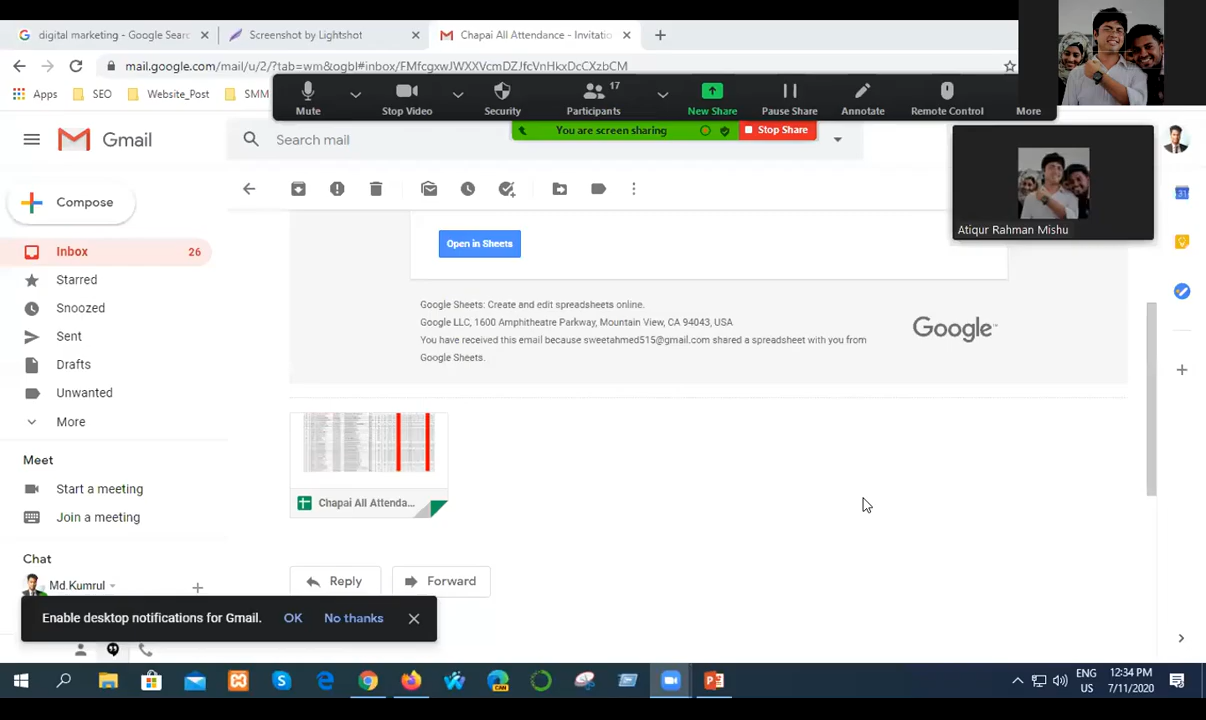 digital marketing - Google Searc
Screenshot by Lightshot
Chapai All Attendance - Invitatio
mail.google.com/mail/u/2/?tab=wm&ogbl#inbox/FMfcgxwJWXXVcmDZJfcVnHkxDcCXzbCM
Apps
SEO
Website_Post
SMM
Mute
Stop Video
Security
17
Participants
New Share
Pause Share
Annotate
Remote Control
More
You are screen sharing
Stop Share
Gmail
Search mail
Atiqur Rahman Mishu
31
Compose
Inbox 26
Starred
Snoozed
Sent
Drafts
Unwanted
More
Meet
Start a meeting
Join a meeting
Chat
Md.Kumrul
Open in Sheets
Google Sheets: Create and edit spreadsheets online.
Google LLC, 1600 Amphitheatre Parkway, Mountain View, CA 94043, USA
You have received this email because sweetahmed515@gmail.com shared a spreadsheet with you from
Google Sheets.
Google
Chapai All Attenda...
Reply
Forward
Enable desktop notifications for Gmail. OK No thanks
CAN
ENG
US
12:34 PM
7/11/2020